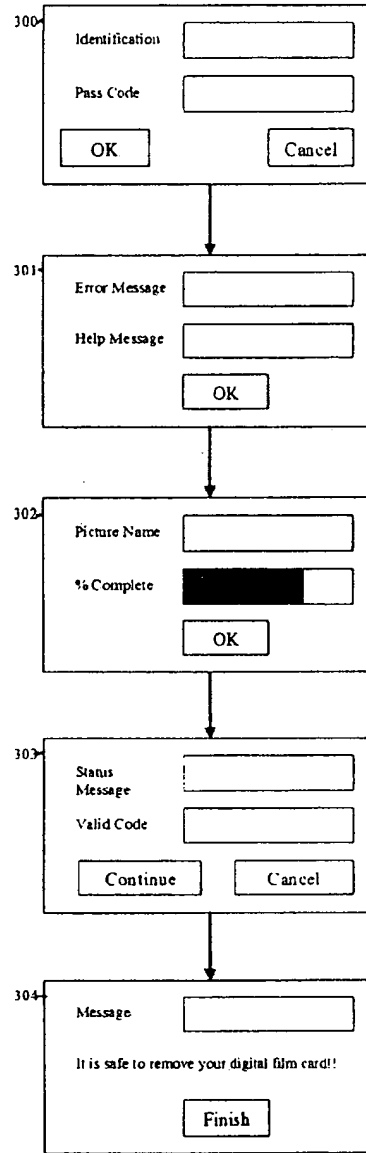 300
Identification
Pass Code
OK Cancel
301
Error Message
Help Message
OK
302
Picture Name
% Complete
OK
303
Status
Message
Valid Code
Continue Cancel
304
Message
It is safe to remove your digital film card!!
Finish